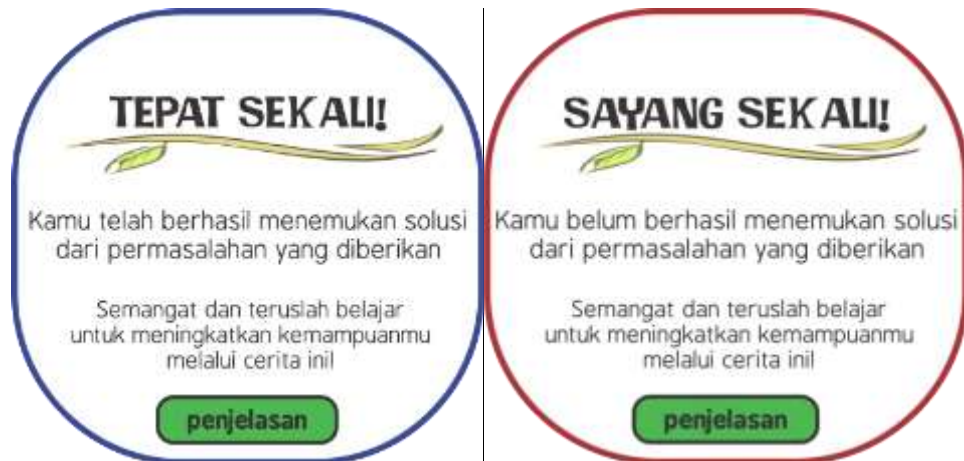 TEPAT SEKALI!
Kamu telah berhasil menemukan solusi
dari permasalahan yang diberikan
Semangat dan teruslah belajar
untuk meningkatkan kemampuanmu
melalui cerita ini!
penjelasan
SAYANG SEKALI!
Kamu belum berhasil menemukan solusi
dari permasalahan yang diberikan
Semangat dan teruslah belajar
untuk meningkatkan kemampuanmu
melalui cerita ini!
penjelasan